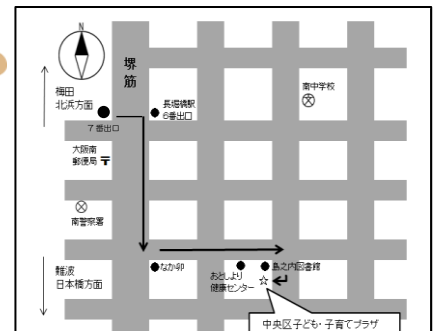 堺
筋
梅田
北浜方面
7番出口
長堀橋駅
6番出口
南中学校
文
大阪南
郵便局 〒
南警察署
難波
日本橋方面
なか卯
おとしより
健康センター
島之内図書館
中央区子ども・子育てプラザ